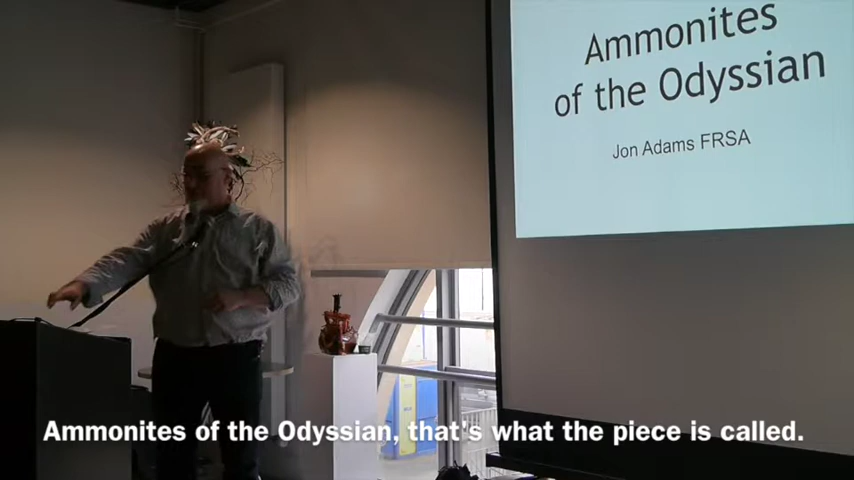 Ammonites
of the Odyssian
Jon Adams FRSA
Ammonites of the Odyssian, that's what the piece is called.